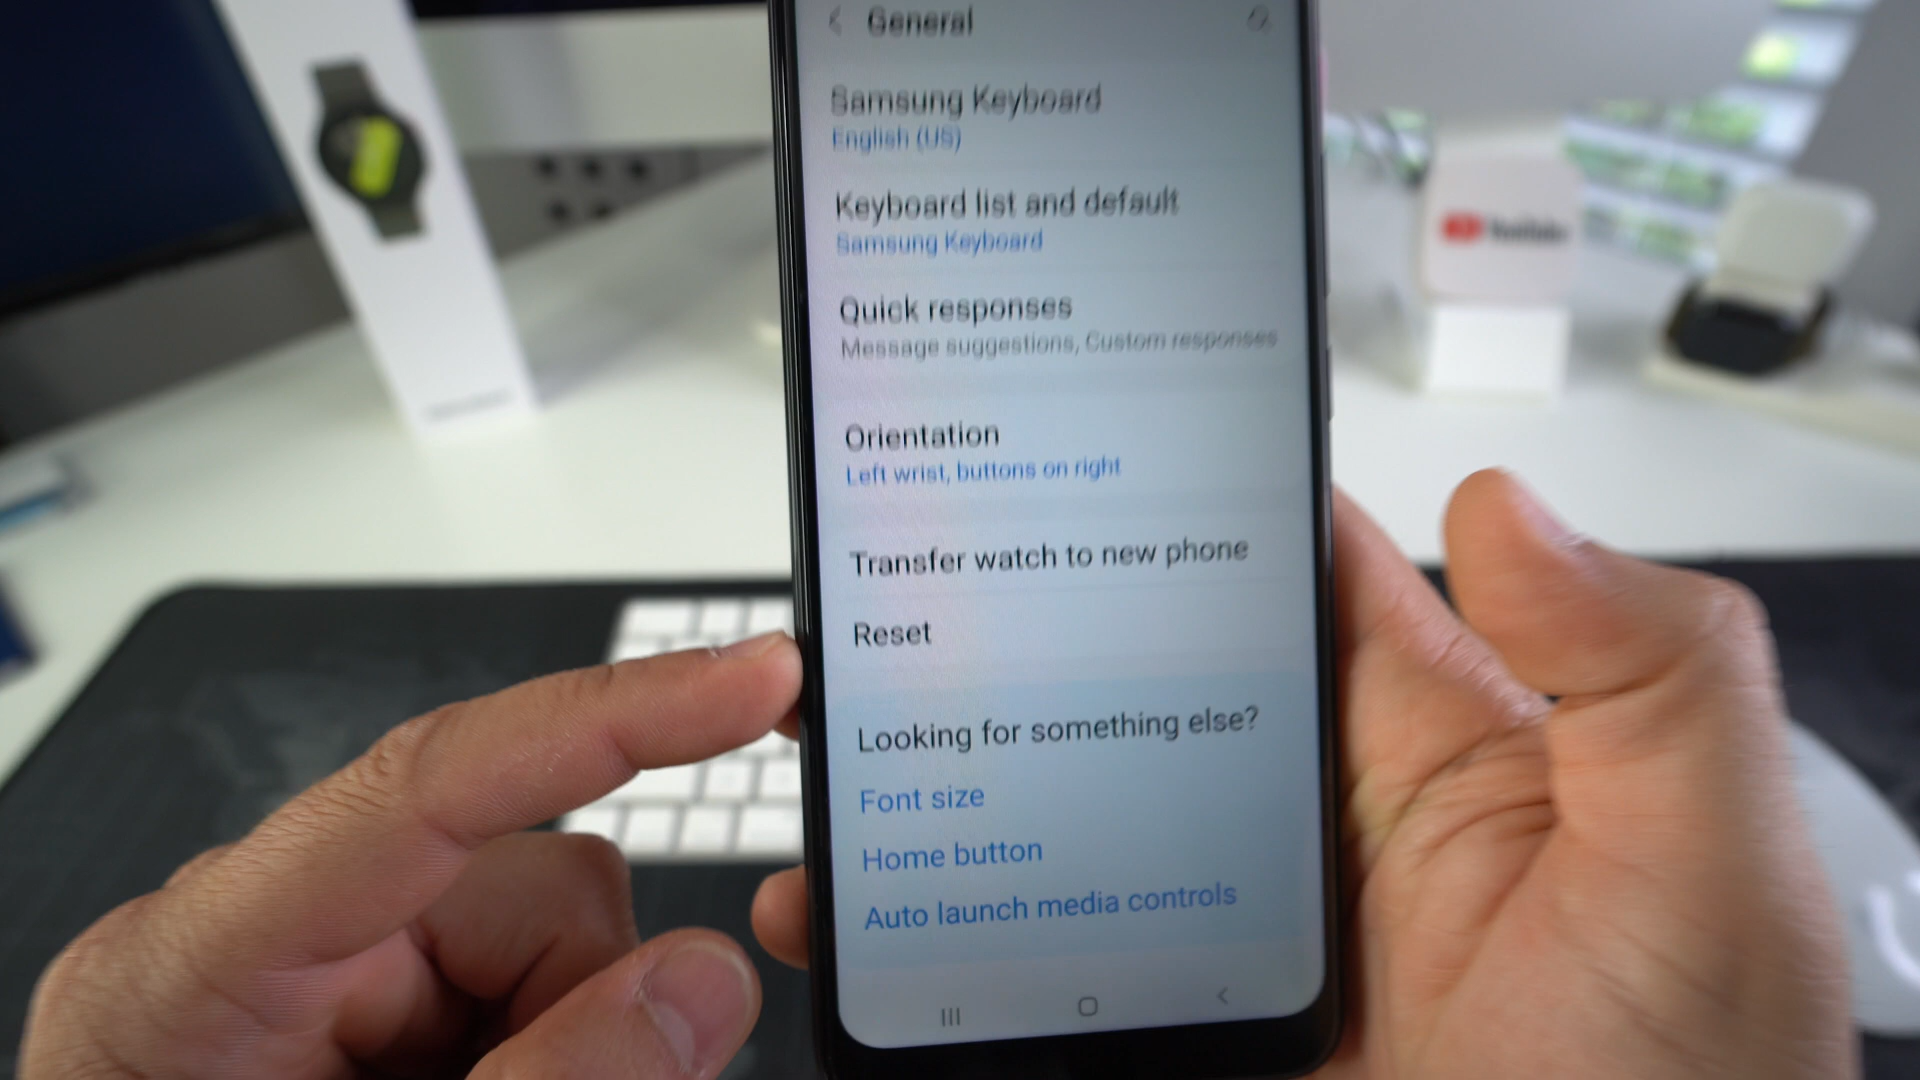 General
Samsung Keyboard
English (US)
Keyboard list and default
Samsung Keyboard
Quick responses
Message suggestions, Custom responses
Orientation
Left wrist, buttons on right
Transfer watch to new phone
Reset
Looking for something else?
Font size
Home button
Auto launch media controls
YouTube